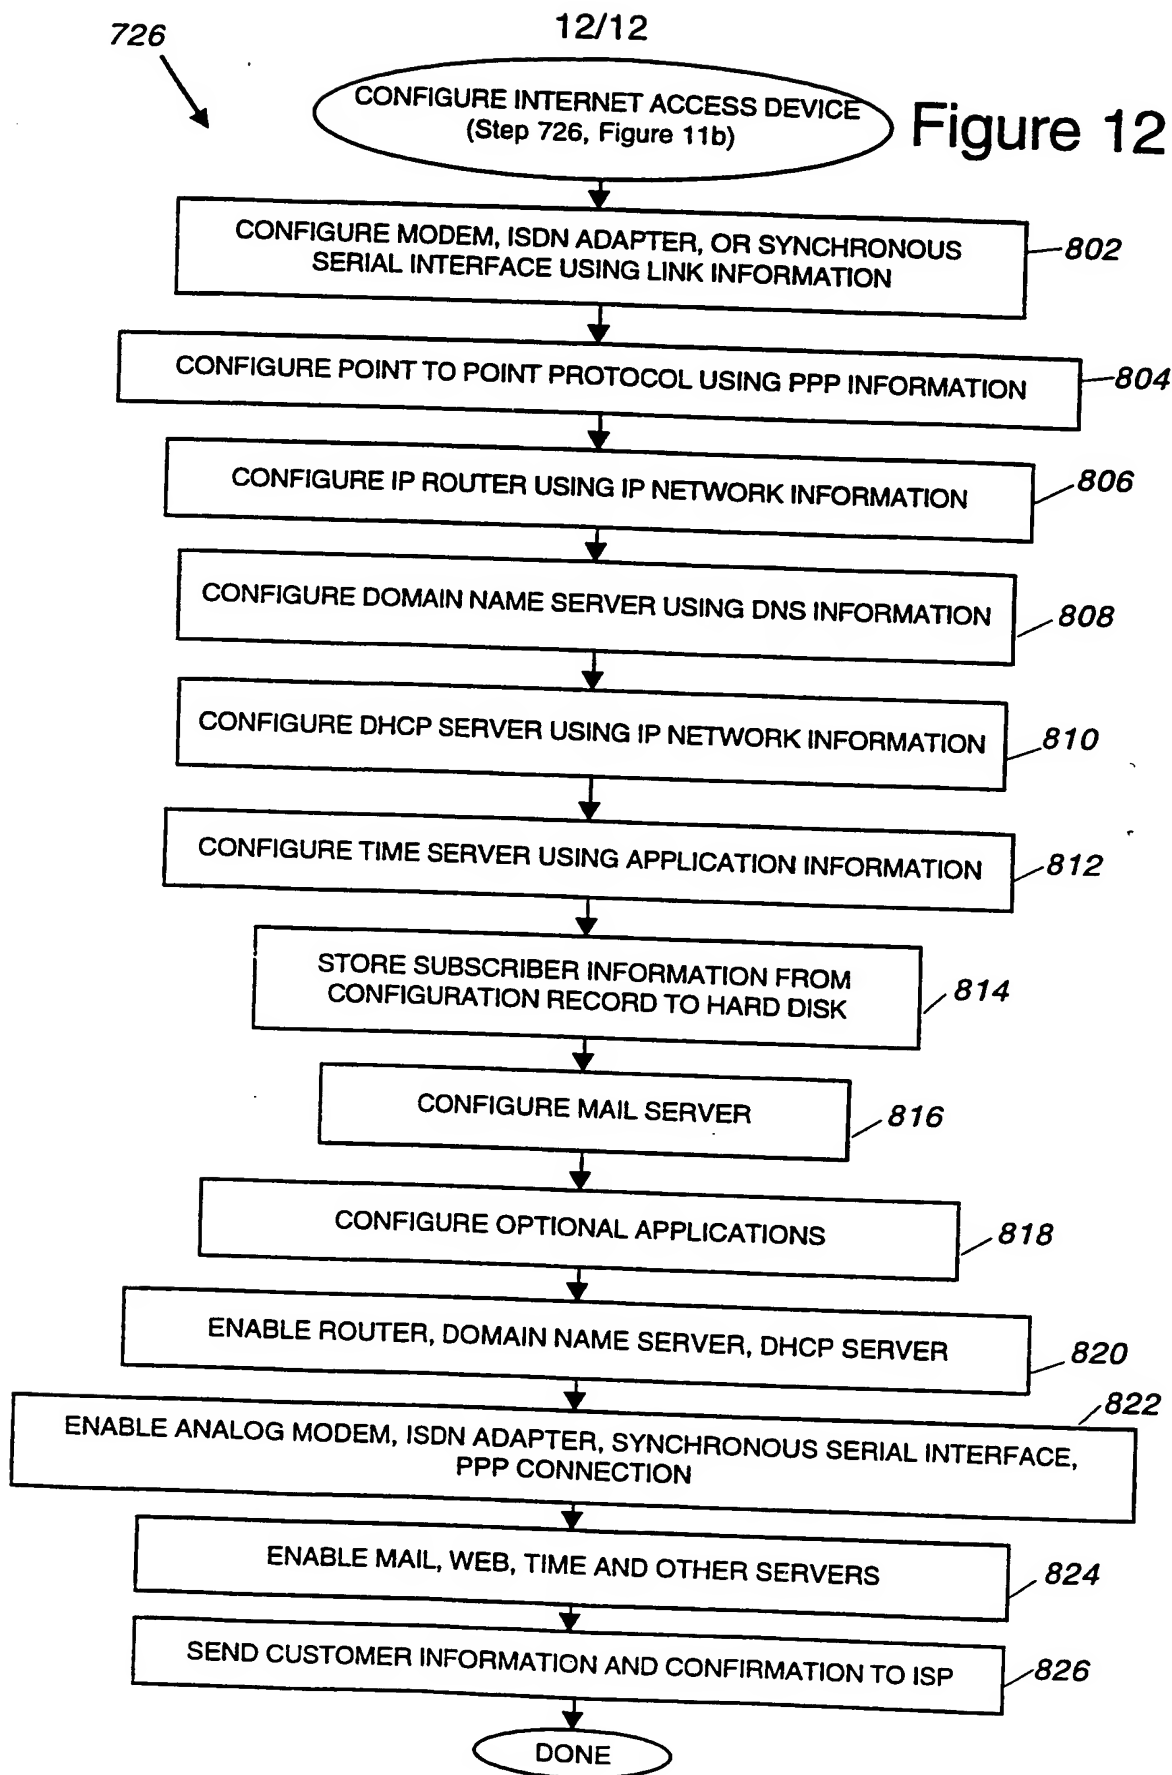 12/12
726
CONFIGURE INTERNET ACCESS DEVICE
(Step 726, Figure 11b)
Figure 12
CONFIGURE MODEM, ISDN ADAPTER, OR SYNCHRONOUS
SERIAL INTERFACE USING LINK INFORMATION
802
CONFIGURE POINT TO POINT PROTOCOL USING PPP INFORMATION
804
CONFIGURE IP ROUTER USING IP NETWORK INFORMATION
806
CONFIGURE DOMAIN NAME SERVER USING DNS INFORMATION
808
CONFIGURE DHCP SERVER USING IP NETWORK INFORMATION
810
CONFIGURE TIME SERVER USING APPLICATION INFORMATION
812
STORE SUBSCRIBER INFORMATION FROM
CONFIGURATION RECORD TO HARD DISK
814
CONFIGURE MAIL SERVER
816
CONFIGURE OPTIONAL APPLICATIONS
818
ENABLE ROUTER, DOMAIN NAME SERVER, DHCP SERVER
820
822
ENABLE ANALOG MODEM, ISDN ADAPTER, SYNCHRONOUS SERIAL INTERFACE,
PPP CONNECTION
ENABLE MAIL, WEB, TIME AND OTHER SERVERS
824
SEND CUSTOMER INFORMATION AND CONFIRMATION TO ISP
826
DONE